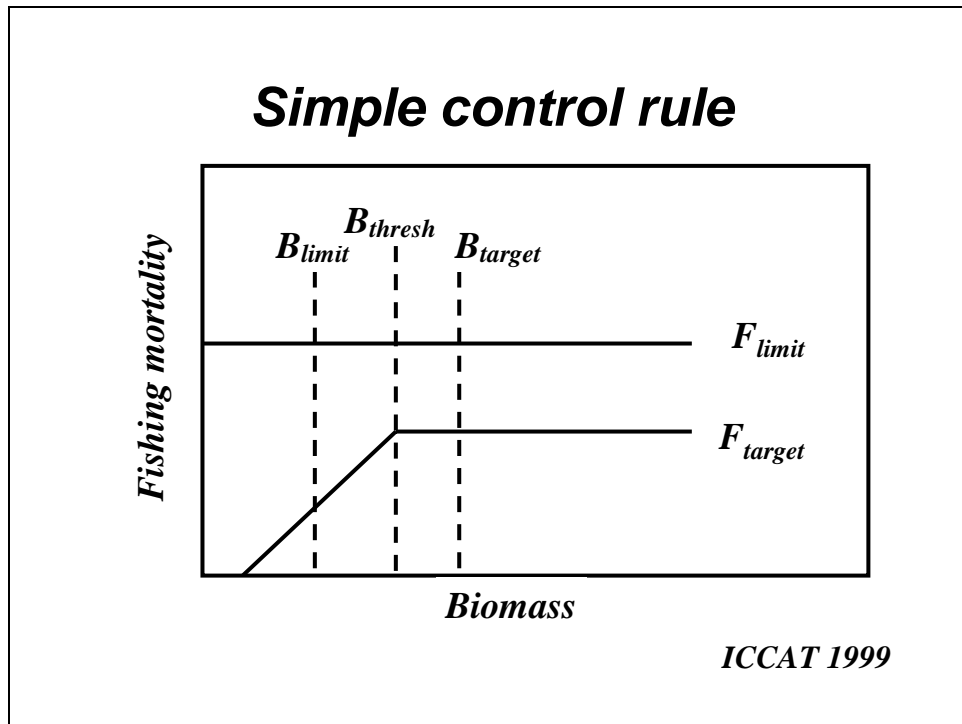 Simple control rule
B_thresh
B_limit
B_target
Fishing mortality
F_limit
F_target
Biomass
ICCAT 1999